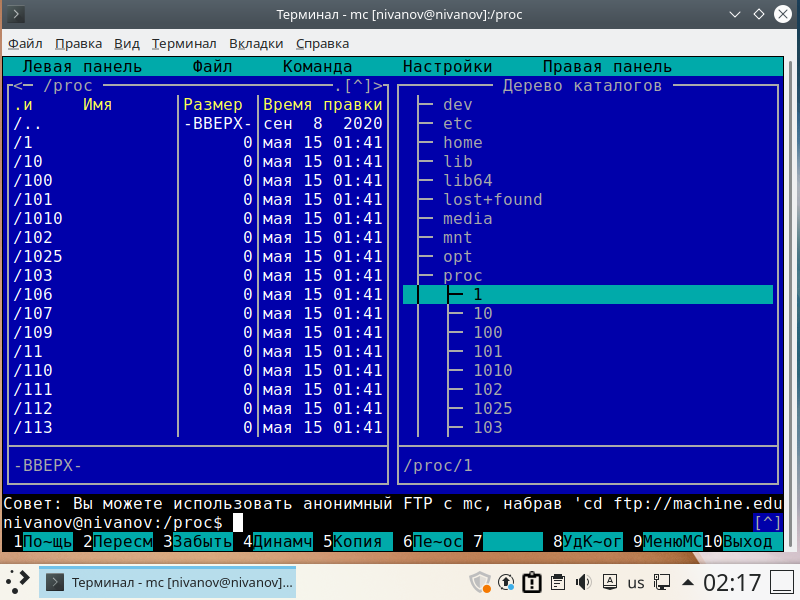 Терминал - mc [nivanov@nivanov]:/proc
Файл Правка Вид Терминал Вкладки Справка
Левая панель Файл Команда Настройки Правая панель
<─ /proc .[^]>
.и Имя Размер Время правки
/.. -ВВЕРХ- сен 8 2020
/1 0 мая 15 01:41
/10 0 мая 15 01:41
/100 0 мая 15 01:41
/101 0 мая 15 01:41
/1010 0 мая 15 01:41
/102 0 мая 15 01:41
/1025 0 мая 15 01:41
/103 0 мая 15 01:41
/106 0 мая 15 01:41
/107 0 мая 15 01:41
/109 0 мая 15 01:41
/11 0 мая 15 01:41
/110 0 мая 15 01:41
/111 0 мая 15 01:41
/112 0 мая 15 01:41
/113 0 мая 15 01:41
-ВВЕРХ-
Дерево каталогов
dev
etc
home
lib
lib64
lost+found
media
mnt
opt
proc
1
10
100
101
1010
102
1025
103
/proc/1
Совет: Вы можете использовать анонимный FTP с mc, набрав 'cd ftp://machine.edu
nivanov@nivanov:/proc$ [^]
1По~щь 2Пересм 3Забыть 4Динамч 5Копия 6Пе~ос 7 8УдК~ог 9МенюМС 10Выход
Терминал - mc [nivanov@nivanov]... us 02:17